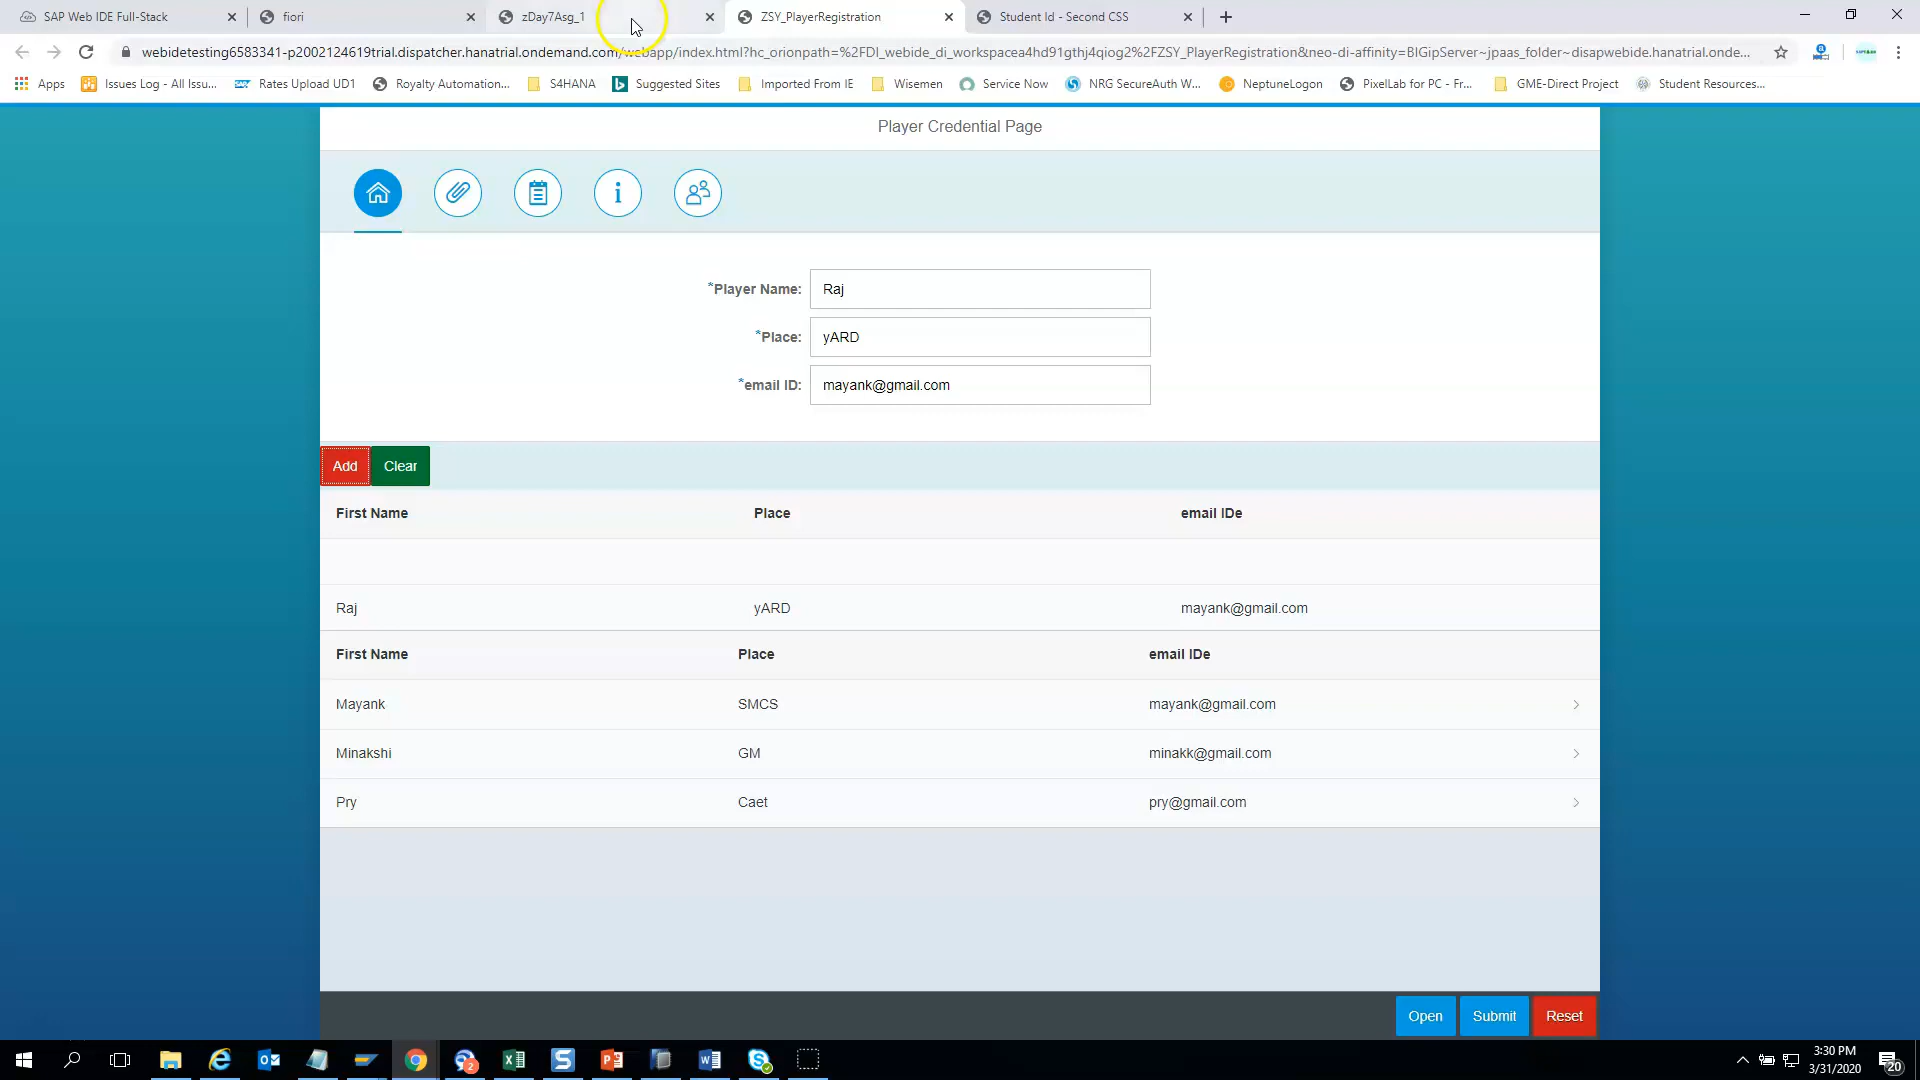 SAP Web IDE Full-Stack
fiori
zDay7Asg_1
ZSY_PlayerRegistration
Student Id - Second CSS
webidetesting6583341-p2002124619trial.dispatcher.hanatrial.ondemand.com/webapp/index.html?hc_orionpath=%2FDI_webide_di_workspacea4hd91gthj4qiog2%2FZSY_PlayerRegistration&neo-di-affinity=BIGipServer~jpaas_folder~disapwebide.hanatrial.onde...
Apps
Issues Log - All Issu...
Rates Upload UD1
Royalty Automation...
S4HANA
Suggested Sites
Imported From IE
Wisemen
Service Now
NRG SecureAuth W...
NeptuneLogon
PixelLab for PC - Fr...
GME-Direct Project
Student Resources...
Player Credential Page
*Player Name: Raj
*Place: yARD
*email ID: mayank@gmail.com
Add Clear
First Name Place email IDe
Raj yARD mayank@gmail.com
First Name Place email IDe
Mayank SMCS mayank@gmail.com
Minakshi GM minakk@gmail.com
Pry Caet pry@gmail.com
Open Submit Reset
3:30 PM
3/31/2020
20
2